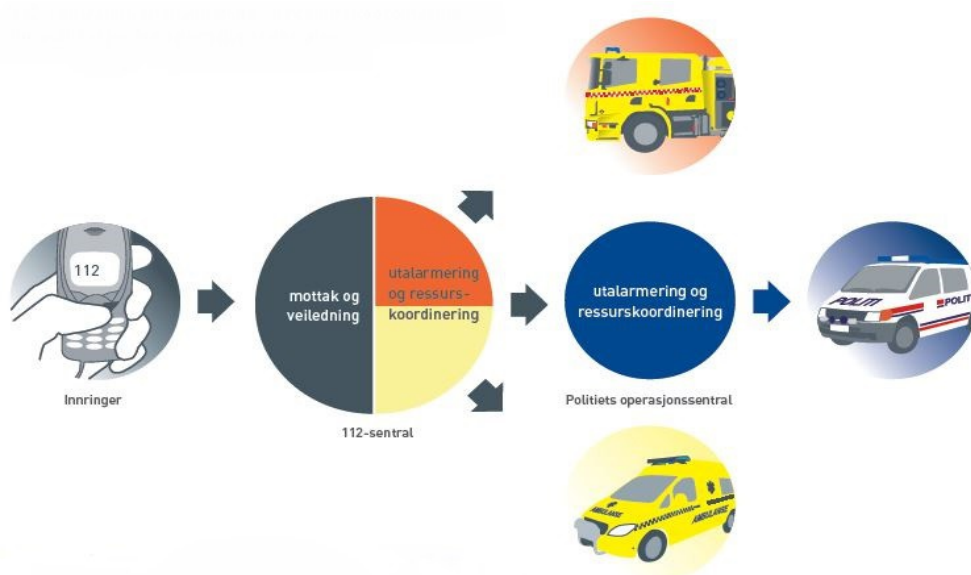 112
Innringer
mottak og
veiledning
utalarmering
og ressurs-
koordinering
112-sentral
utalarmering og
ressurskoordinering
Politiets operasjonssentral
POLITI
POLITI
AMBULANSE
AMBULANSE